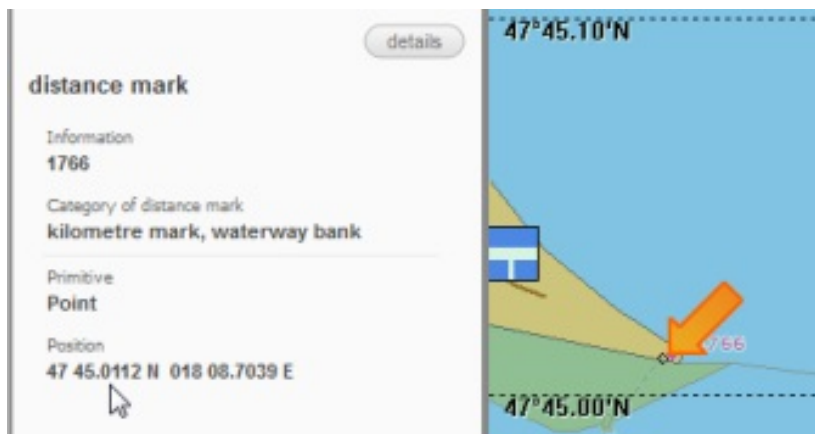 details
distance mark
Information
1766
Category of distance mark
kilometre mark, waterway bank
Primitive
Point
Position
47 45.0112 N 018 08.7039 E
47°45.10'N
1766
47°45.00'N